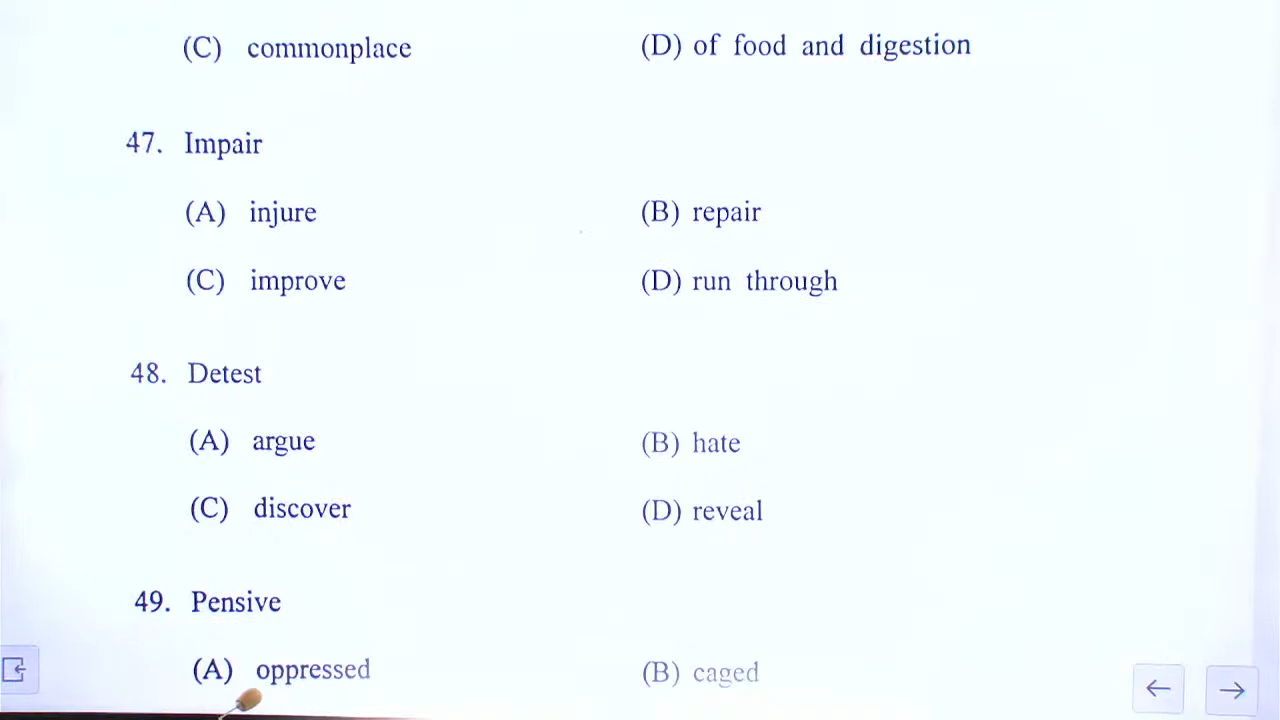 (C) commonplace (D) of food and digestion
47. Impair
(A) injure (B) repair
(C) improve (D) run through
48. Detest
(A) argue (B) hate
(C) discover (D) reveal
49. Pensive
(A) oppressed (B) caged